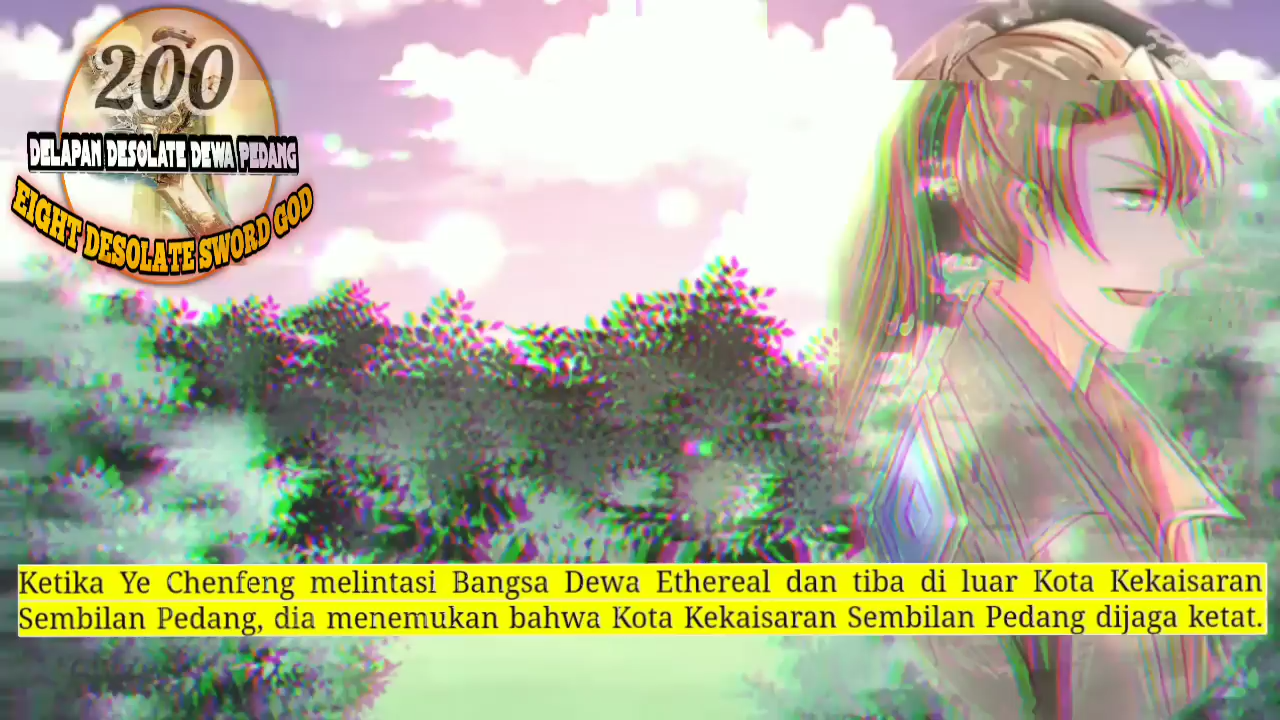 200
DELAPAN DESOLATE DEWA PEDANG
EIGHT DESOLATE SWORD GOD
Ketika Ye Chenfeng melintasi Bangsa Dewa Ethereal dan tiba di luar Kota Kekaisaran
Sembilan Pedang, dia menemukan bahwa Kota Kekaisaran Sembilan Pedang dijaga ketat.